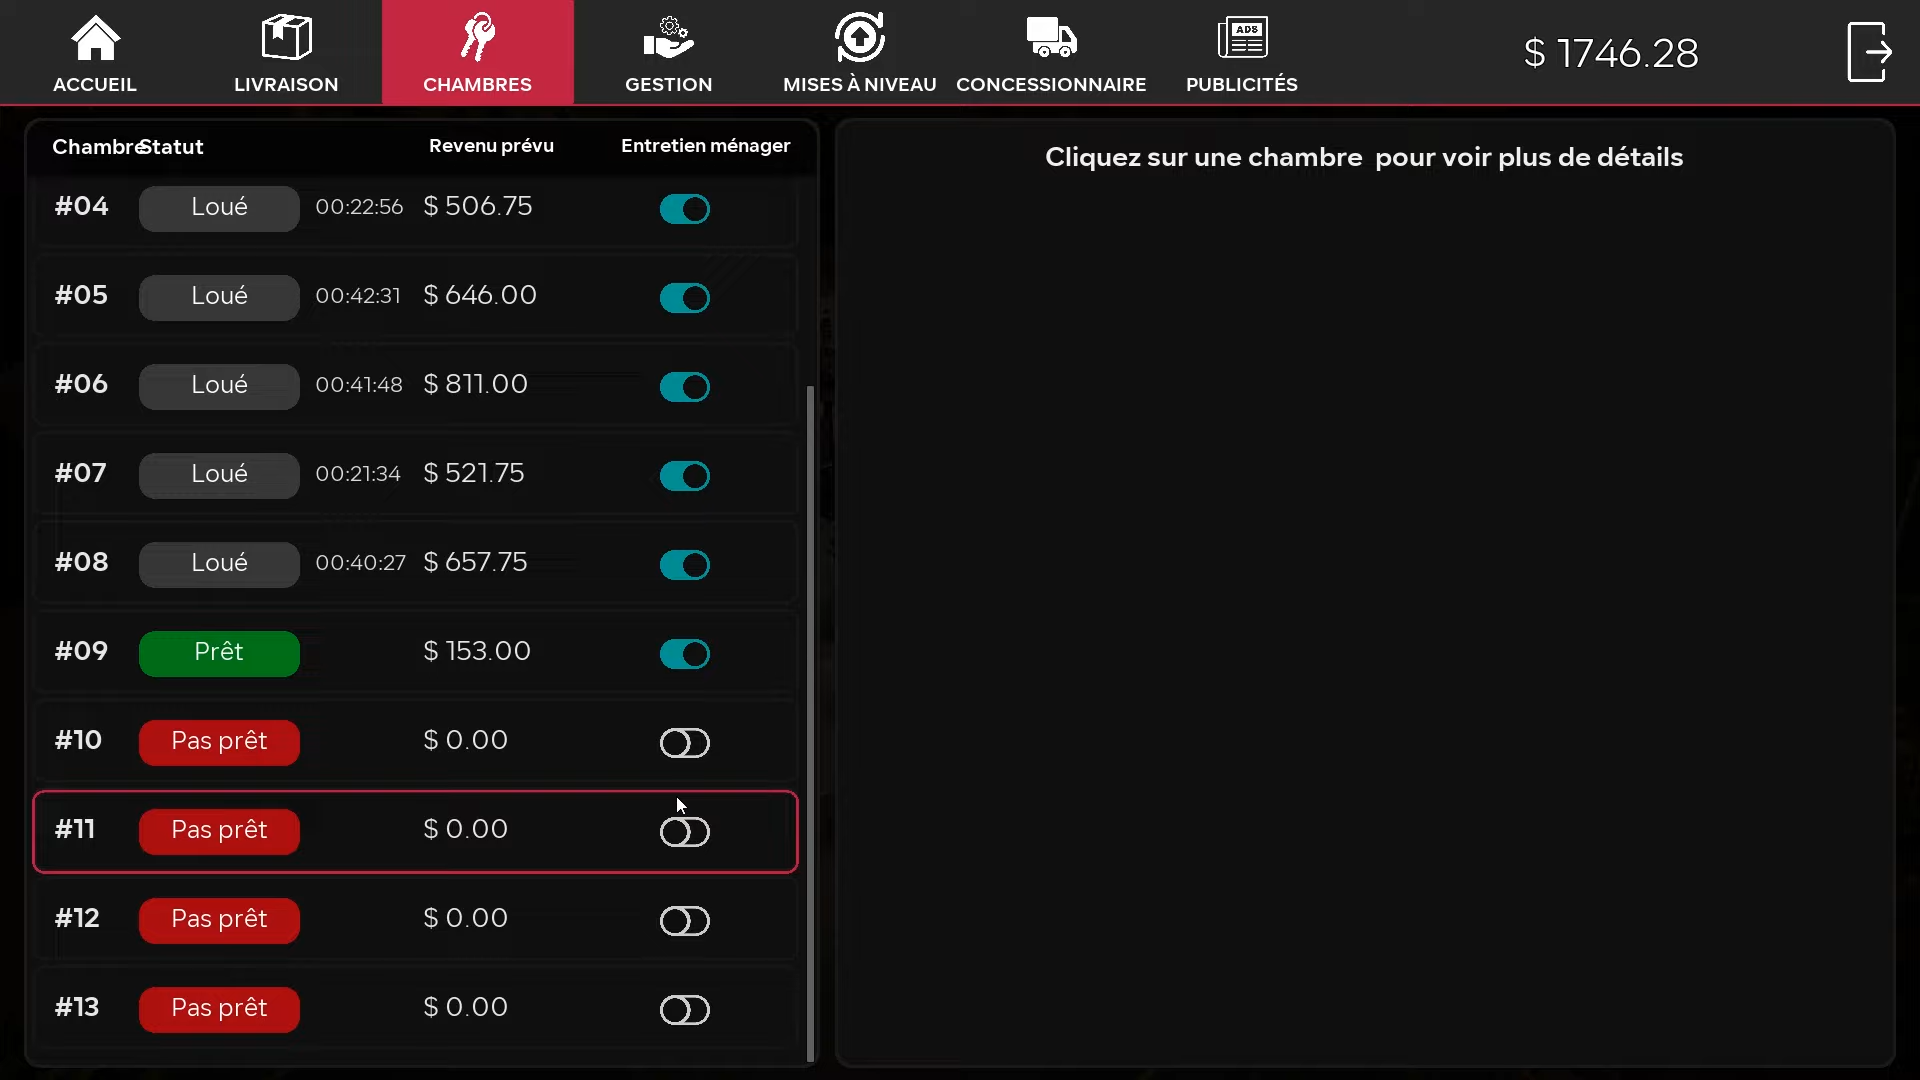 ACCUEIL LIVRAISON CHAMBRES GESTION MISES À NIVEAU CONCESSIONNAIRE ADS PUBLICITÉS $ 1746.28
Chambre Statut Revenu prévu Entretien ménager
Cliquez sur une chambre pour voir plus de détails
#04 Loué 00:22:56 $ 506.75
#05 Loué 00:42:31 $ 646.00
#06 Loué 00:41:48 $ 811.00
#07 Loué 00:21:34 $ 521.75
#08 Loué 00:40:27 $ 657.75
#09 Prêt $ 153.00
#10 Pas prêt $ 0.00
#11 Pas prêt $ 0.00
#12 Pas prêt $ 0.00
#13 Pas prêt $ 0.00